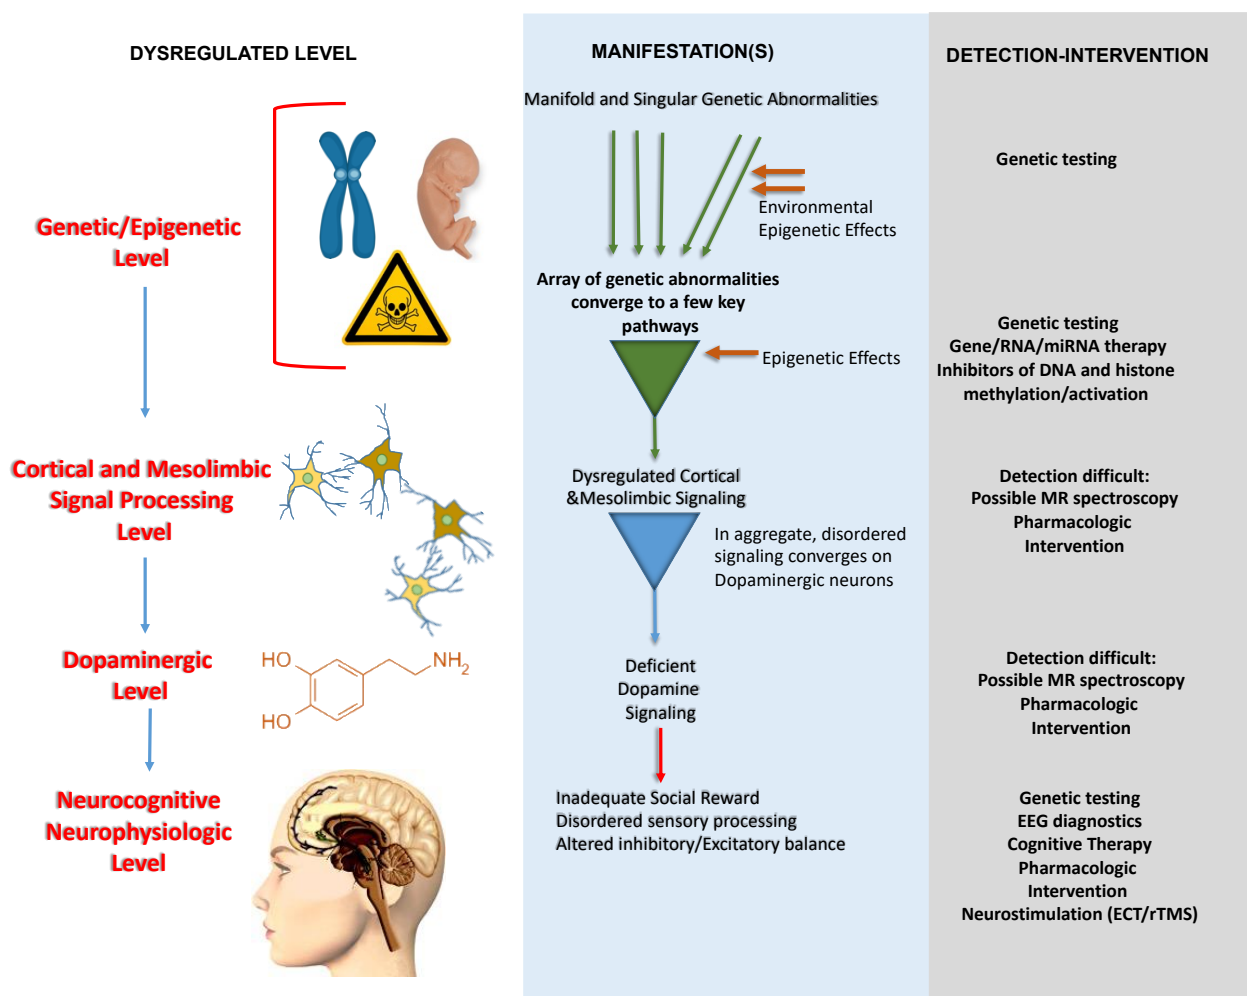 DYSREGULATED LEVEL
Genetic/Epigenetic
Level
Cortical and Mesolimbic
Signal Processing
Level
Dopaminergic
Level
HO
NH2
HO
Neurocognitive
Neurophysiologic
Level
MANIFESTATION(S)
Manifold and Singular Genetic Abnormalities
Environmental
Epigenetic Effects
Array of genetic abnormalities
converge to a few key
pathways
Epigenetic Effects
Dysregulated Cortical
&Mesolimbic Signaling
In aggregate, disordered
signaling converges on
Dopaminergic neurons
Deficient
Dopamine
Signaling
Inadequate Social Reward
Disordered sensory processing
Altered inhibitory/Excitatory balance
DETECTION-INTERVENTION
Genetic testing
Genetic testing
Gene/RNA/miRNA therapy
Inhibitors of DNA and histone
methylation/activation
Detection difficult:
Possible MR spectroscopy
Pharmacologic
Intervention
Detection difficult:
Possible MR spectroscopy
Pharmacologic
Intervention
Genetic testing
EEG diagnostics
Cognitive Therapy
Pharmacologic
Intervention
Neurostimulation (ECT/rTMS)